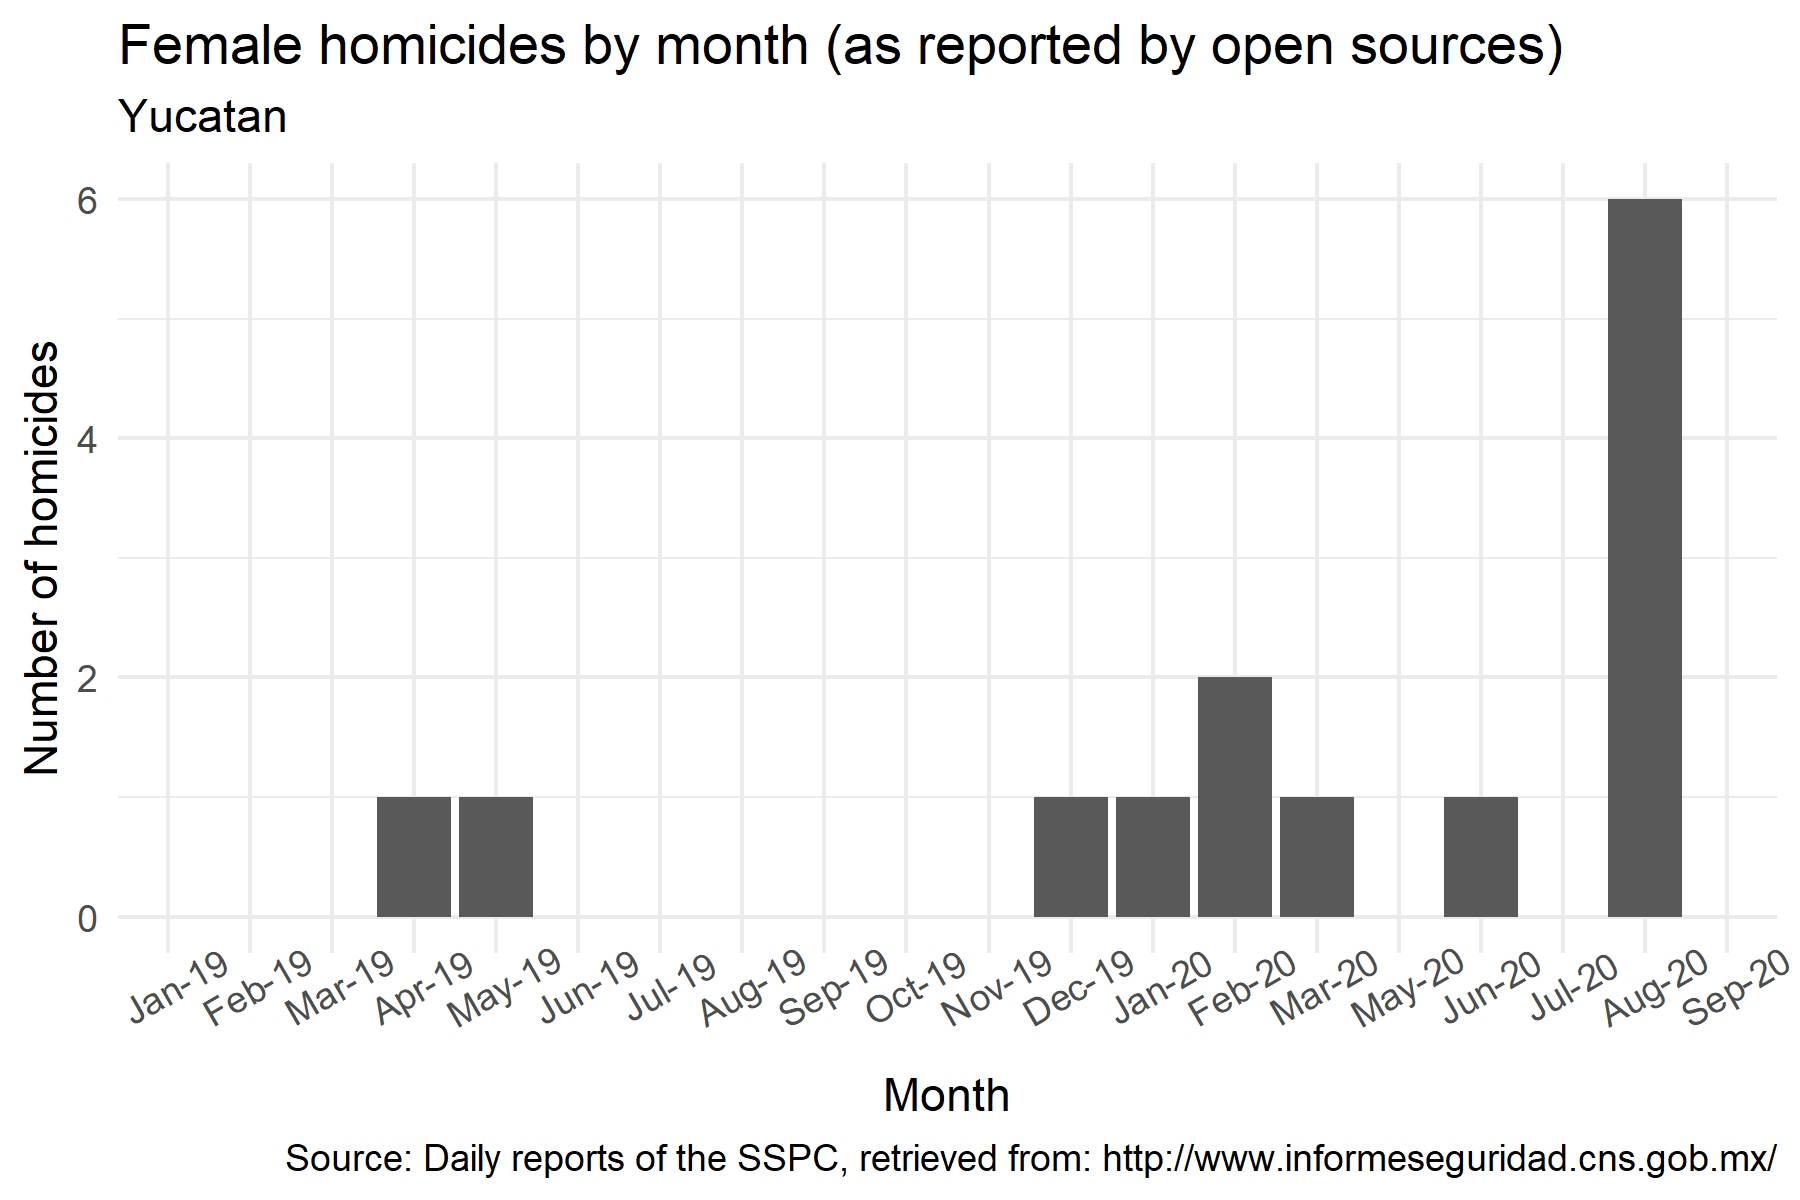 Female homicides by month (as reported by open sources)
Yucatan
Number of homicides
6
4
2
0
Jan-19
Feb-19
Mar-19
Apr-19
May-19
Jun-19
Jul-19
Aug-19
Sep-19
Oct-19
Nov-19
Dec-19
Jan-20
Feb-20
Mar-20
May-20
Jun-20
Jul-20
Aug-20
Sep-20
Month
Source: Daily reports of the SSPC, retrieved from: http://www.informeseguridad.cns.gob.mx/